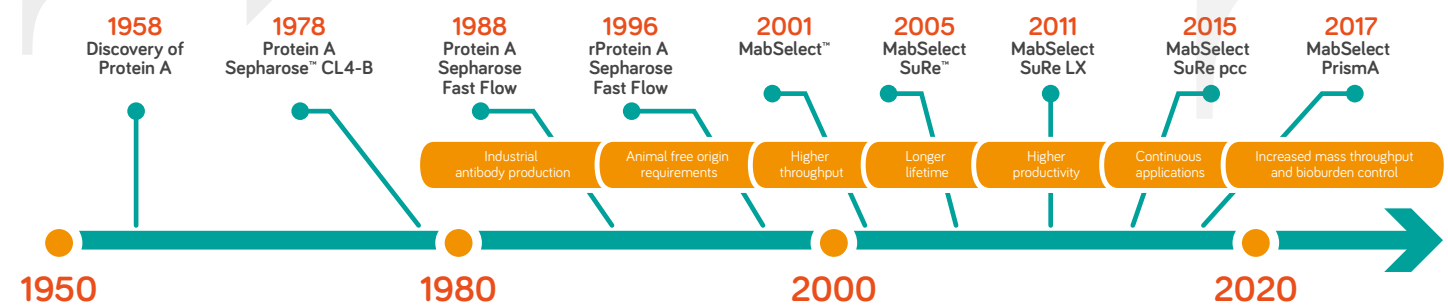 1958
Discovery of
Protein A
1978
Protein A
Sepharose™ CL4-B
1988
Protein A
Sepharose
Fast Flow
1996
rProtein A
Sepharose
Fast Flow
2001
MabSelect™
2005
MabSelect
SuRe™
2011
MabSelect
SuRe LX
2015
MabSelect
SuRe pcc
2017
MabSelect
PrismA
Industrial
antibody production
Animal free origin
requirements
Higher
throughput
Longer
lifetime
Higher
productivity
Continuous
applications
Increased mass throughput
and bioburden control
1950
1980
2000
2020